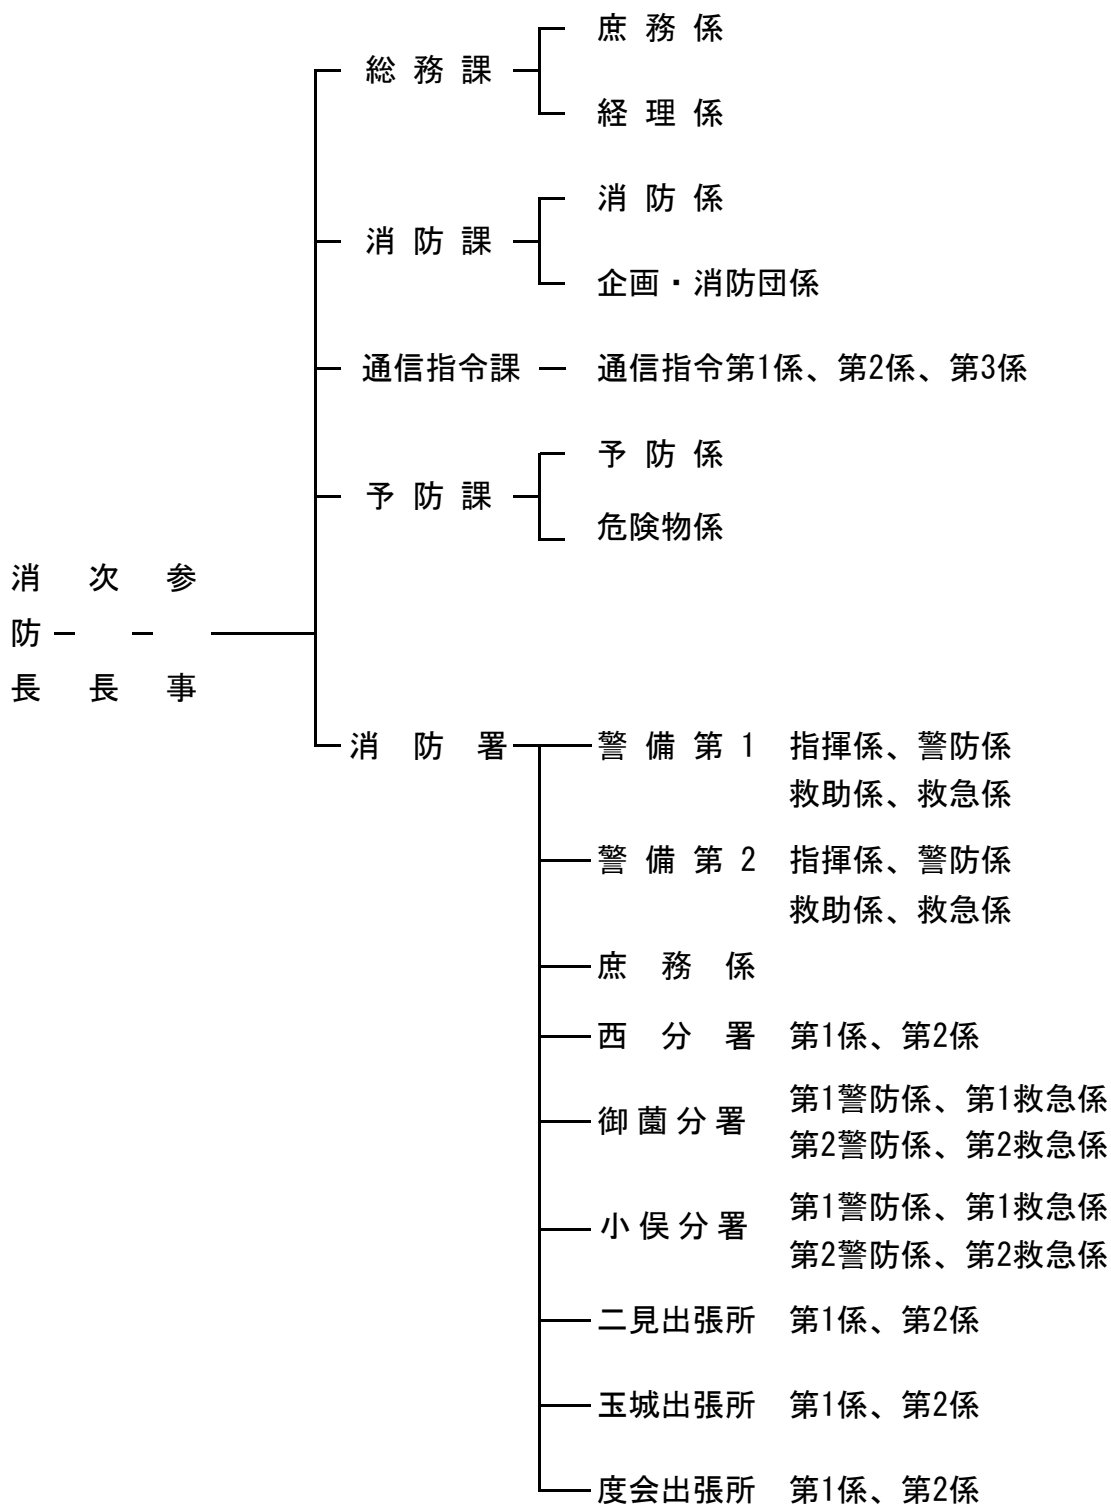 庶務係
総務課
経理係
消防係
消防課
企画・消防団係
通信指令課 通信指令第1係、第2係、第3係
予防係
予防課
危険物係
消防長
次長
参事
消防署
警備第1 指揮係、警防係
救助係、救急係
警備第2 指揮係、警防係
救助係、救急係
庶務係
西分署 第1係、第2係
御薗分署 第1警防係、第1救急係
第2警防係、第2救急係
小俣分署 第1警防係、第1救急係
第2警防係、第2救急係
二見出張所 第1係、第2係
玉城出張所 第1係、第2係
度会出張所 第1係、第2係